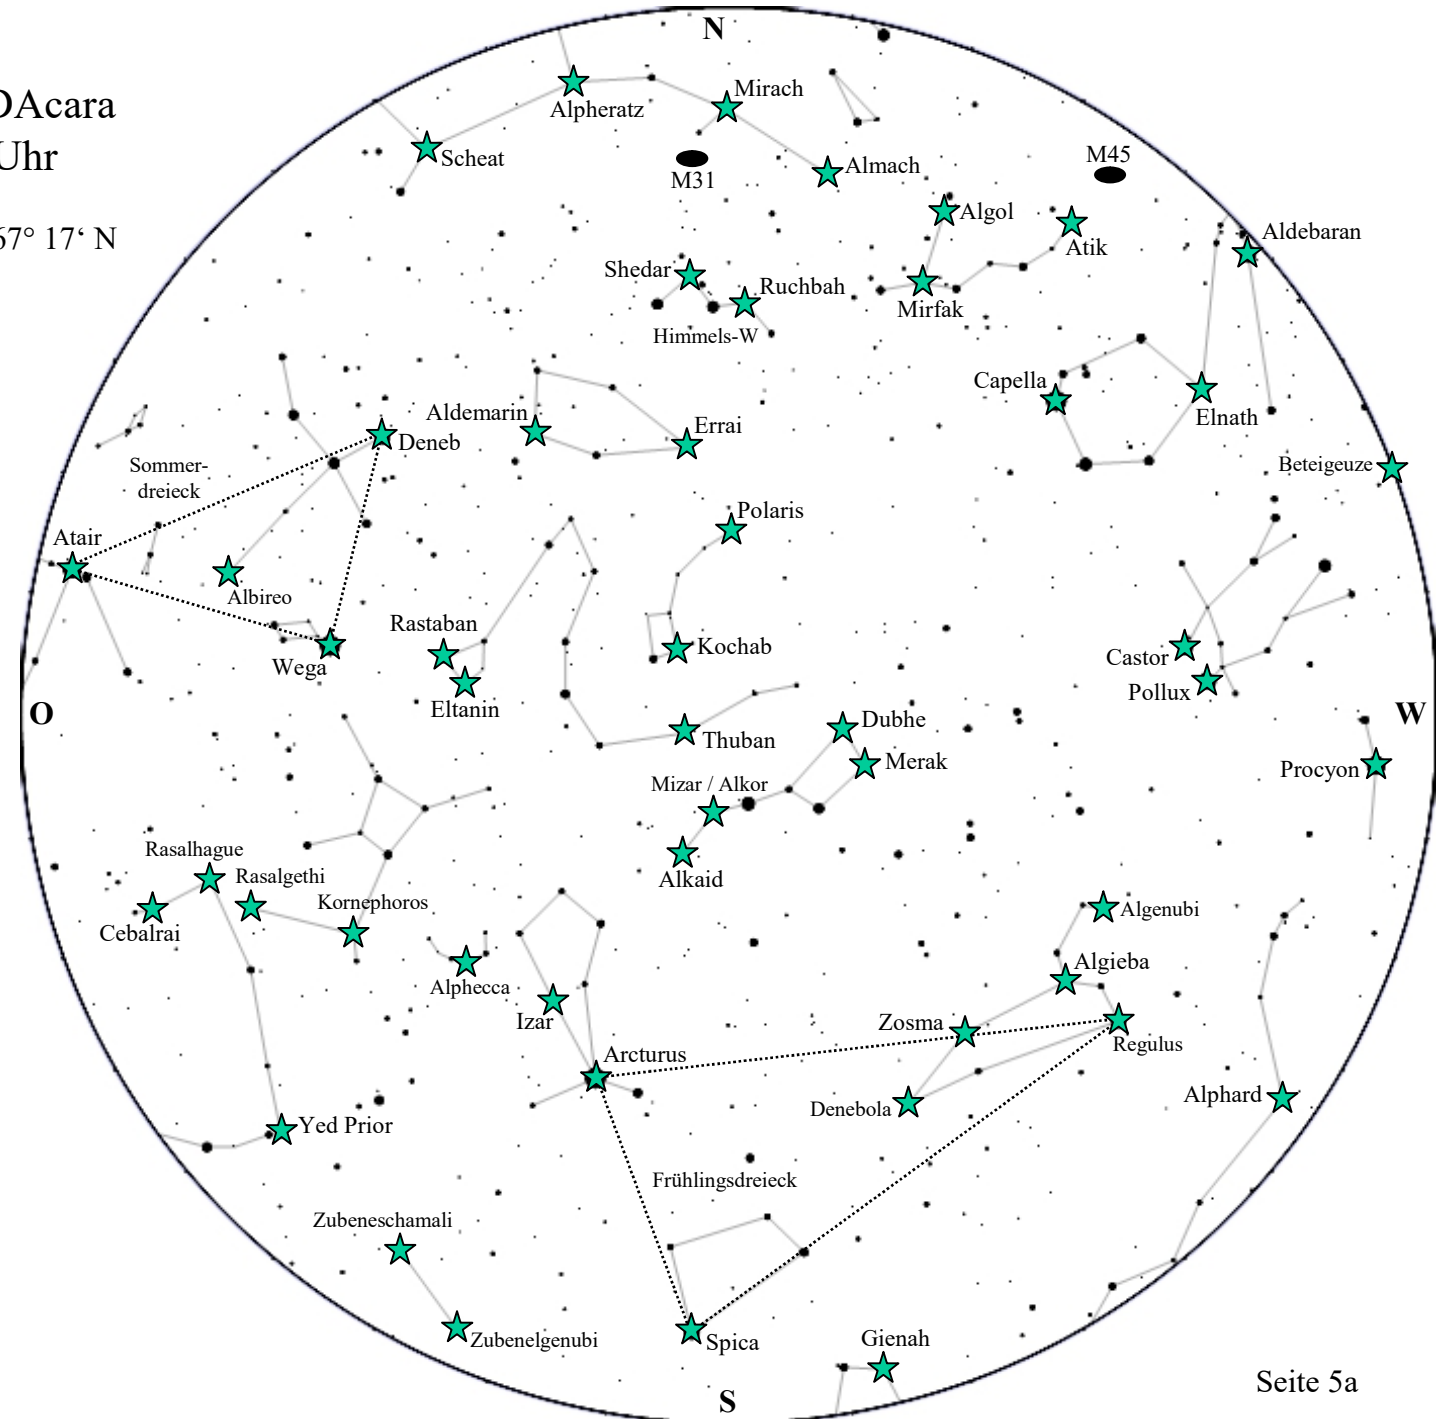 N
DAcara
Uhr
67° 17‘ N
Alpheratz
Mirach
Scheat
M31
Almach
M45
Algol
Atik
Aldebaran
Shedar
Ruchbah
Himmels-W
Mirfak
Capella
Elnath
Aldemarin
Deneb
Errai
Beteigeuze
Sommer-
dreieck
Polaris
Atair
Albireo
Rastaban
Wega
Kochab
Castor
Pollux
Eltanin
O
W
Thuban
Dubhe
Merak
Procyon
Mizar / Alkor
Alkaid
Rasalhague
Rasalgethi
Kornephoros
Cebalrai
Algenubi
Algieba
Alphecca
Izar
Zosma
Regulus
Arcturus
Denebola
Alphard
Yed Prior
Frühlingsdreieck
Zubeneschamali
Zubenelgenubi
Spica
Gienah
S
Seite 5a